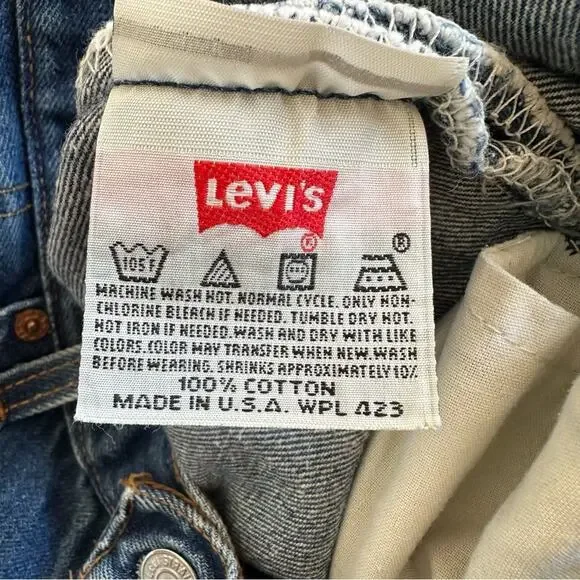 Levi's
®
®
105F
MACHINE WASH HOT. NORMAL CYCLE. ONLY NON-
CHLORINE BLEACH IF NEEDED. TUMBLE DRY HOT.
HOT IRON IF NEEDED. WASH AND DRY WITH LIKE
COLORS. COLOR MAY TRANSFER WHEN NEW. WASH
BEFORE WEARING. SHRINKS APPROXIMATELY 10%
100% COTTON
MADE IN U.S.A. WPL 423